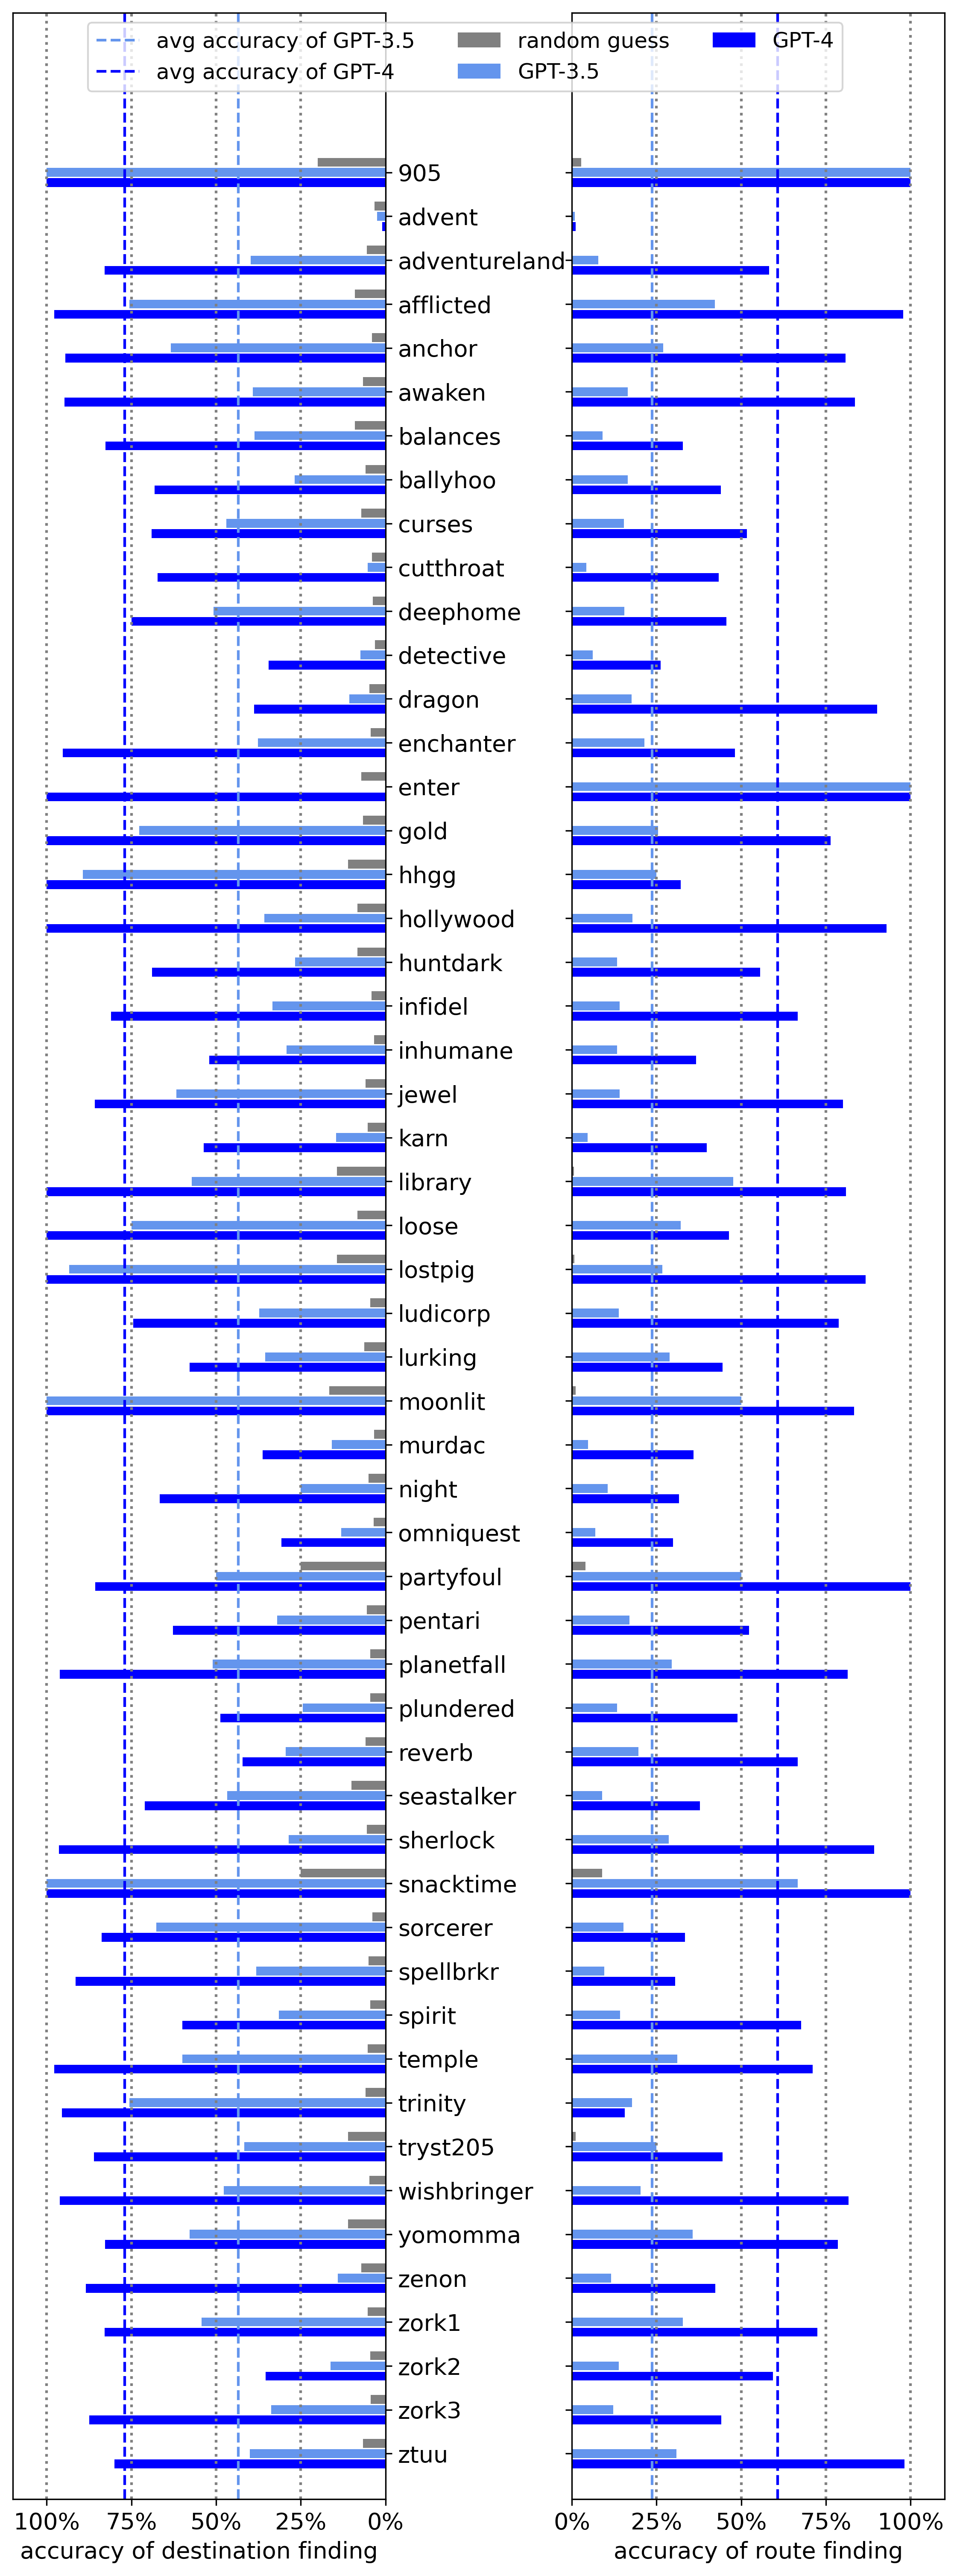 avg accuracy of GPT-3.5
avg accuracy of GPT-4
random guess
GPT-3.5
GPT-4
905
advent
adventureland
afflicted
anchor
awaken
balances
ballyhoo
curses
cutthroat
deephome
detective
dragon
enchanter
enter
gold
hhgg
hollywood
huntdark
infidel
inhumane
jewel
karn
library
loose
lostpig
ludicorp
lurking
moonlit
murdac
night
omniquest
partyfoul
pentari
planetfall
plundered
reverb
seastalker
sherlock
snacktime
sorcerer
spellbrkr
spirit
temple
trinity
tryst205
wishbringer
yomomma
zenon
zork1
zork2
zork3
ztuu
100% 75% 50% 25% 0%
accuracy of destination finding
0% 25% 50% 75% 100%
accuracy of route finding